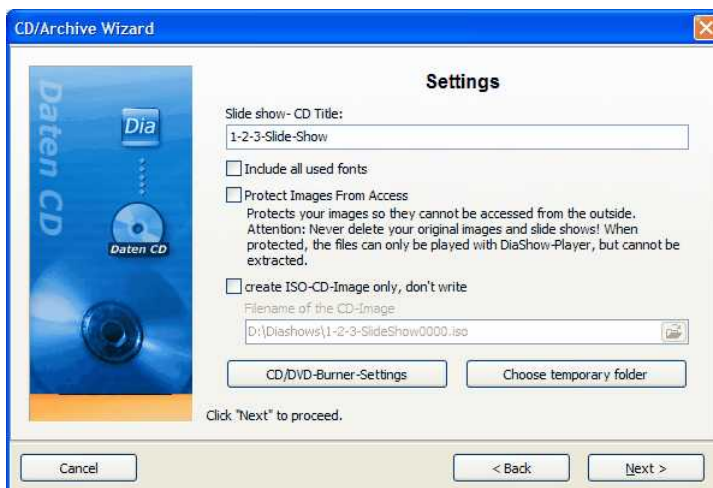 CD/Archive Wizard
Daten CD
Dia
Daten CD
Settings
Slide show- CD Title:
1-2-3-Slide-Show
Include all used fonts
Protect Images From Access
Protects your images so they cannot be accessed from the outside.
Attention: Never delete your original images and slide shows! When
protected, the files can only be played with DiaShow-Player, but cannot be
extracted.
create ISO-CD-Image only, don't write
Filename of the CD-Image
D:\Diashows\1-2-3-SlideShow0000.iso
CD/DVD-Burner-Settings
Choose temporary folder
Click "Next" to proceed.
Cancel
< Back
Next >